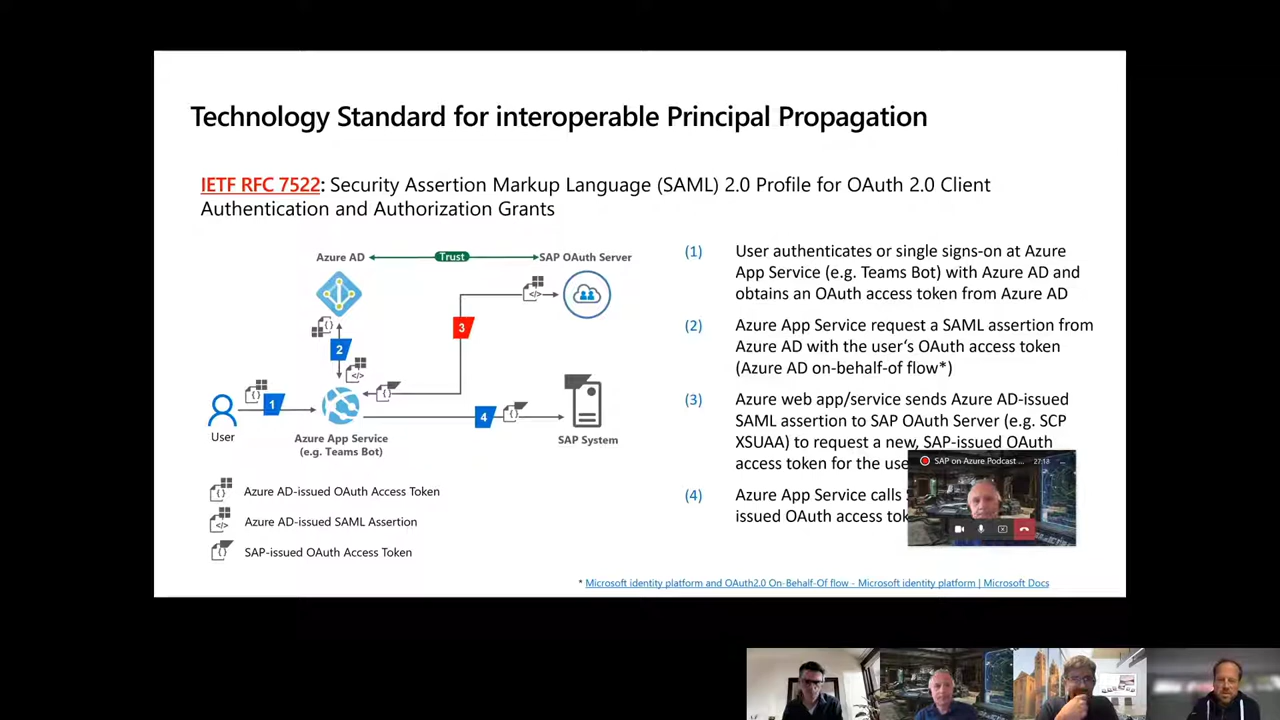 Technology Standard for interoperable Principal Propagation
IETF RFC 7522: Security Assertion Markup Language (SAML) 2.0 Profile for OAuth 2.0 Client
Authentication and Authorization Grants
Azure AD
Trust
SAP OAuth Server
3
2
1
4
User
Azure App Service
(e.g. Teams Bot)
SAP System
Azure AD-issued OAuth Access Token
Azure AD-issued SAML Assertion
SAP-issued OAuth Access Token
(1) User authenticates or single signs-on at Azure
App Service (e.g. Teams Bot) with Azure AD and
obtains an OAuth access token from Azure AD
(2) Azure App Service request a SAML assertion from
Azure AD with the user‘s OAuth access token
(Azure AD on-behalf-of flow*)
(3) Azure web app/service sends Azure AD-issued
SAML assertion to SAP OAuth Server (e.g. SCP
XSUAA) to request a new, SAP-issued OAuth
access token for the use
(4) Azure App Service calls
issued OAuth access tok
SAP on Azure Podcast ... 27:18
* Microsoft identity platform and OAuth2.0 On-Behalf-Of flow - Microsoft identity platform | Microsoft Docs